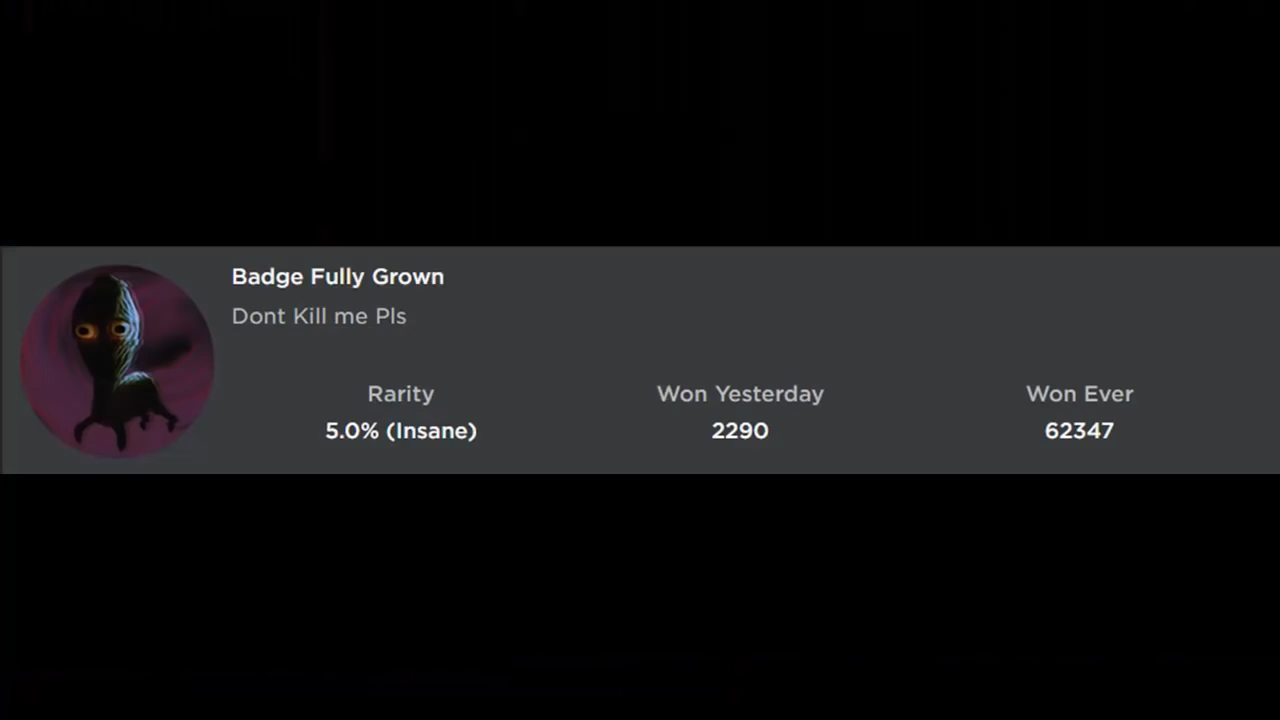 Badge Fully Grown
Dont Kill me Pls
Rarity Won Yesterday Won Ever
5.0% (Insane) 2290 62347